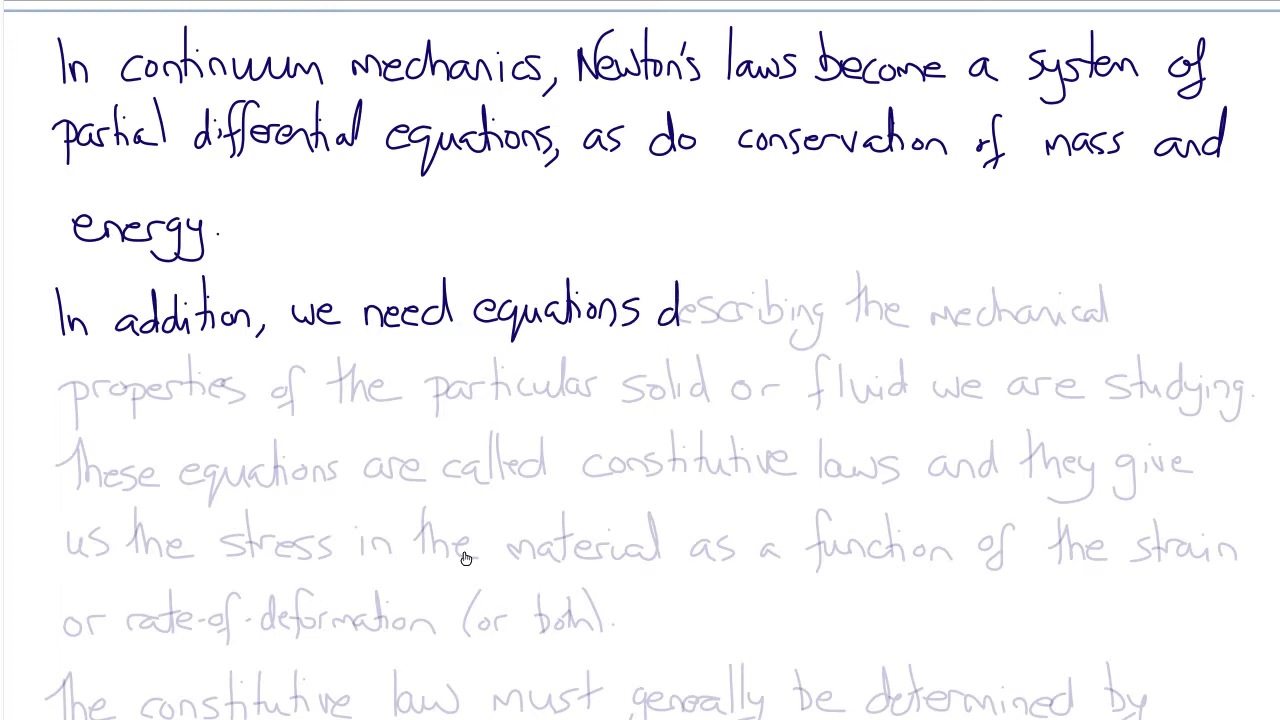 In continuum mechanics, Newton's laws become a system of
partial differential equations, as do conservation of mass and
energy.
In addition, we need equations describing the mechanical
properties of the particular solid or fluid we are studying.
These equations are called constitutive laws and they give
us the stress in the material as a function of the strain
or rate-of-deformation (or both).
The constitutive law must generally be determined by